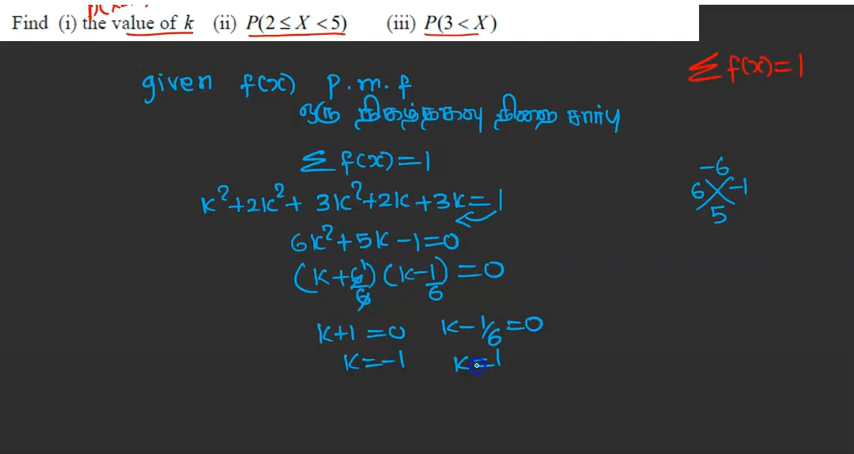 Find (i) the value of k (ii) P(2 ≤ X < 5) (iii) P(3 < X)
Σ f(x) = 1
given f(x) p.m.f
ஒரு நிகழ்தகவு நிறை சார்பு
Σ f(x) = 1
k² + 2k² + 3k² + 2k + 3k = 1
-6
6 -1
5
6k² + 5k - 1 = 0
(k + 6/6) (k - 1/6) = 0
k + 1 = 0 k - 1/6 = 0
k = -1 k = 1